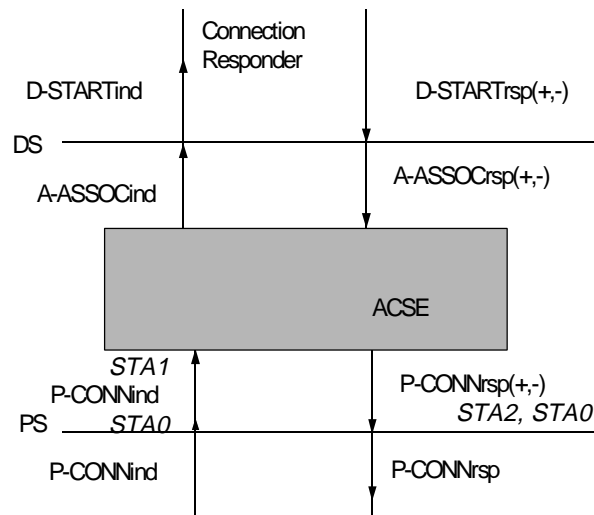 Connection
Responder
D-STARTind
D-STARTrsp(+,-)
DS
A-ASSOCind
A-ASSOCrsp(+,-)
ACSE
STA1
P-CONNind
P-CONNrsp(+,-)
STA2, STA0
PS
STA0
P-CONNind
P-CONNrsp